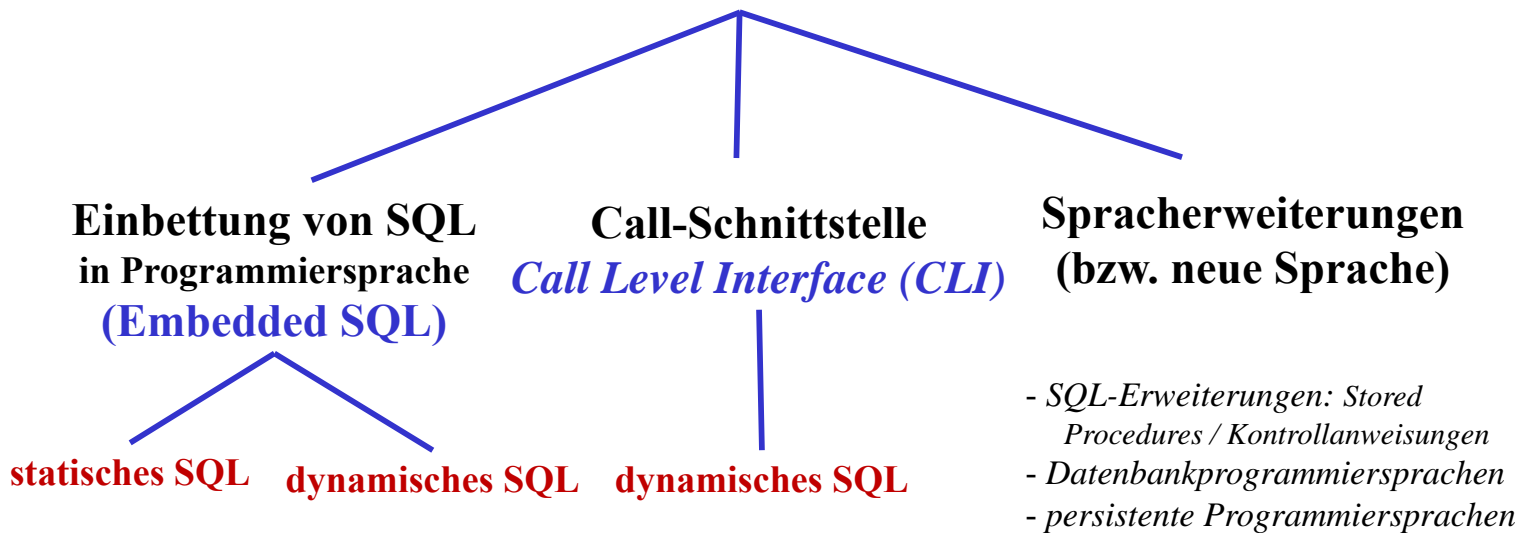 Einbettung von SQL
in Programmiersprache
(Embedded SQL)
Call-Schnittstelle
Call Level Interface (CLI)
Spracherweiterungen
(bzw. neue Sprache)
statisches SQL
dynamisches SQL
dynamisches SQL
- SQL-Erweiterungen: Stored
Procedures / Kontrollanweisungen
- Datenbankprogrammiersprachen
- persistente Programmiersprachen